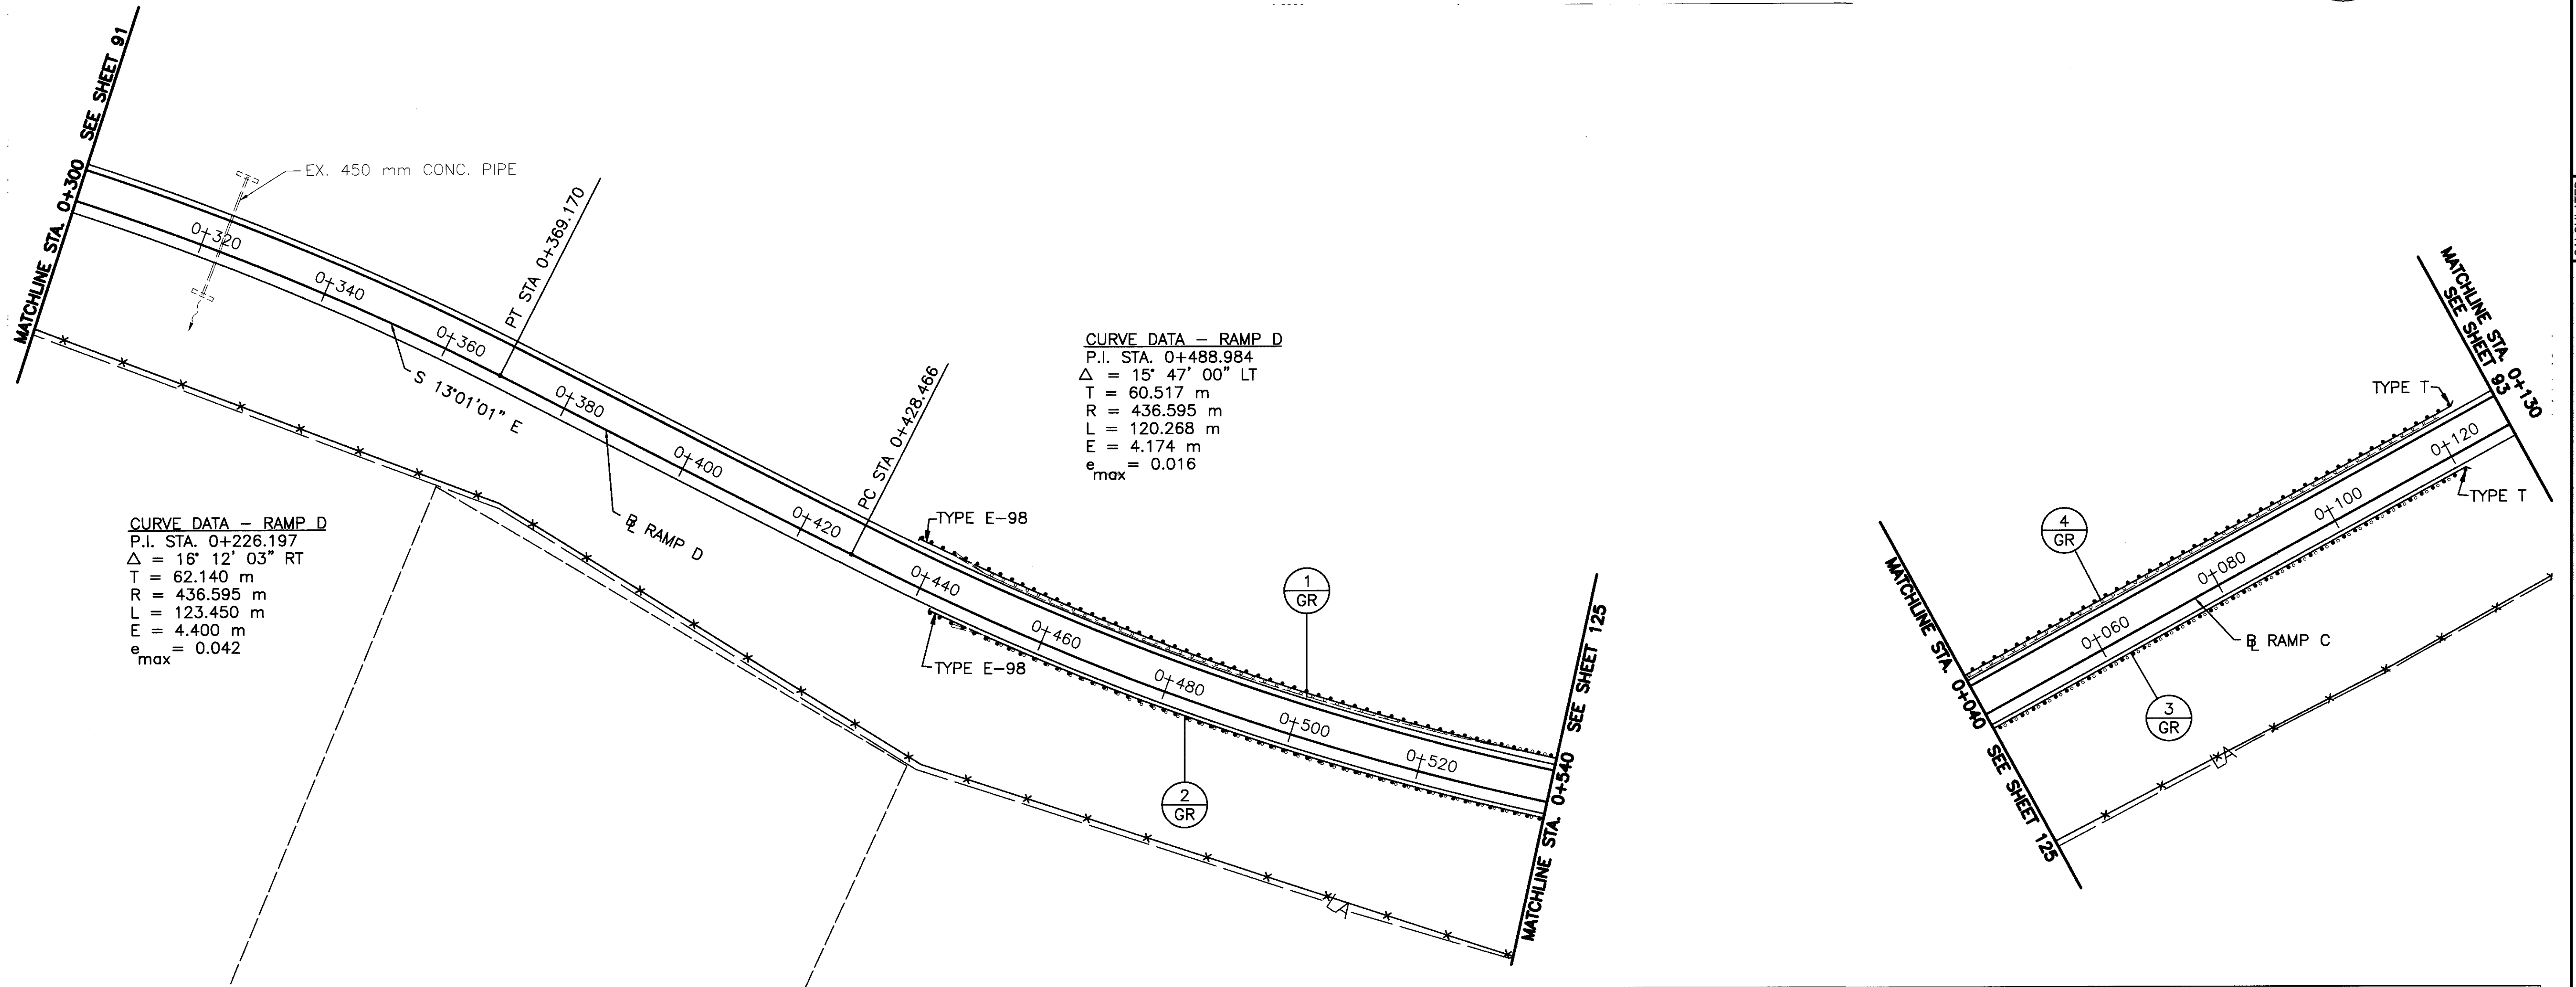 MATCHLINE STA. 0+300 SEE SHEET 91
EX. 450 mm CONC. PIPE
0+320
0+340
0+360
PT STA 0+369.170
S 13°01'01" E
0+380
0+400
0+420
℄ RAMP D
PC STA 0+428.466
CURVE DATA - RAMP D
P.I. STA. 0+226.197
Δ = 16° 12' 03" RT
T = 62.140 m
R = 436.595 m
L = 123.450 m
E = 4.400 m
e max = 0.042
CURVE DATA - RAMP D
P.I. STA. 0+488.984
Δ = 15° 47' 00" LT
T = 60.517 m
R = 436.595 m
L = 120.268 m
E = 4.174 m
e max = 0.016
TYPE E-98
TYPE E-98
0+440
0+460
0+480
0+500
0+520
1
GR
2
GR
LA
MATCHLINE STA. 0+540 SEE SHEET 125
MATCHLINE STA. 0+040 SEE SHEET 125
4
GR
3
GR
0+060
0+080
0+100
0+120
℄ RAMP C
TYPE T
TYPE T
LA
MATCHLINE STA. 0+130
SEE SHEET 93